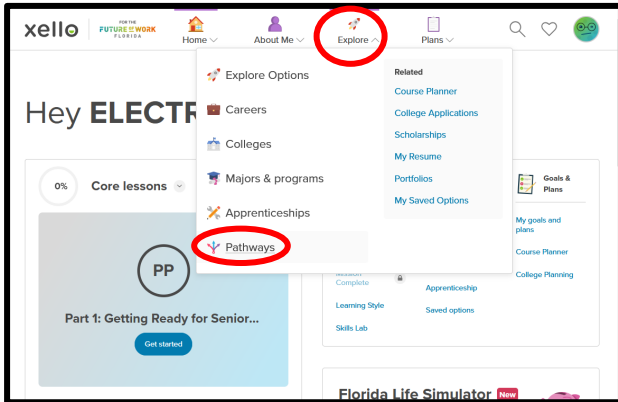 xello
FOR THE
FUTURE OF WORK
FLORIDA
Home
About Me
Explore
Plans
Explore Options
Careers
Colleges
Majors & programs
Apprenticeships
Pathways
Related
Course Planner
College Applications
Scholarships
My Resume
Portfolios
My Saved Options
Hey ELECTR
0%
Core lessons
PP
Part 1: Getting Ready for Senior...
Get started
Complete
Learning Style
Skills Lab
Apprenticeship
Saved options
Goals &
Plans
My goals and
plans
Course Planner
College Planning
Florida Life Simulator New